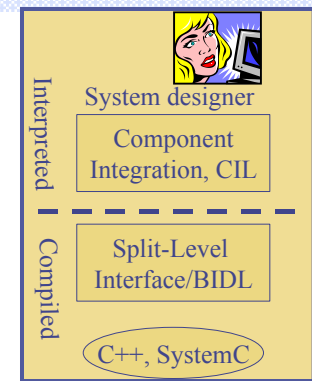 System designer
Interpreted
Component
Integration, CIL
Compiled
Split-Level
Interface/BIDL
C++, SystemC